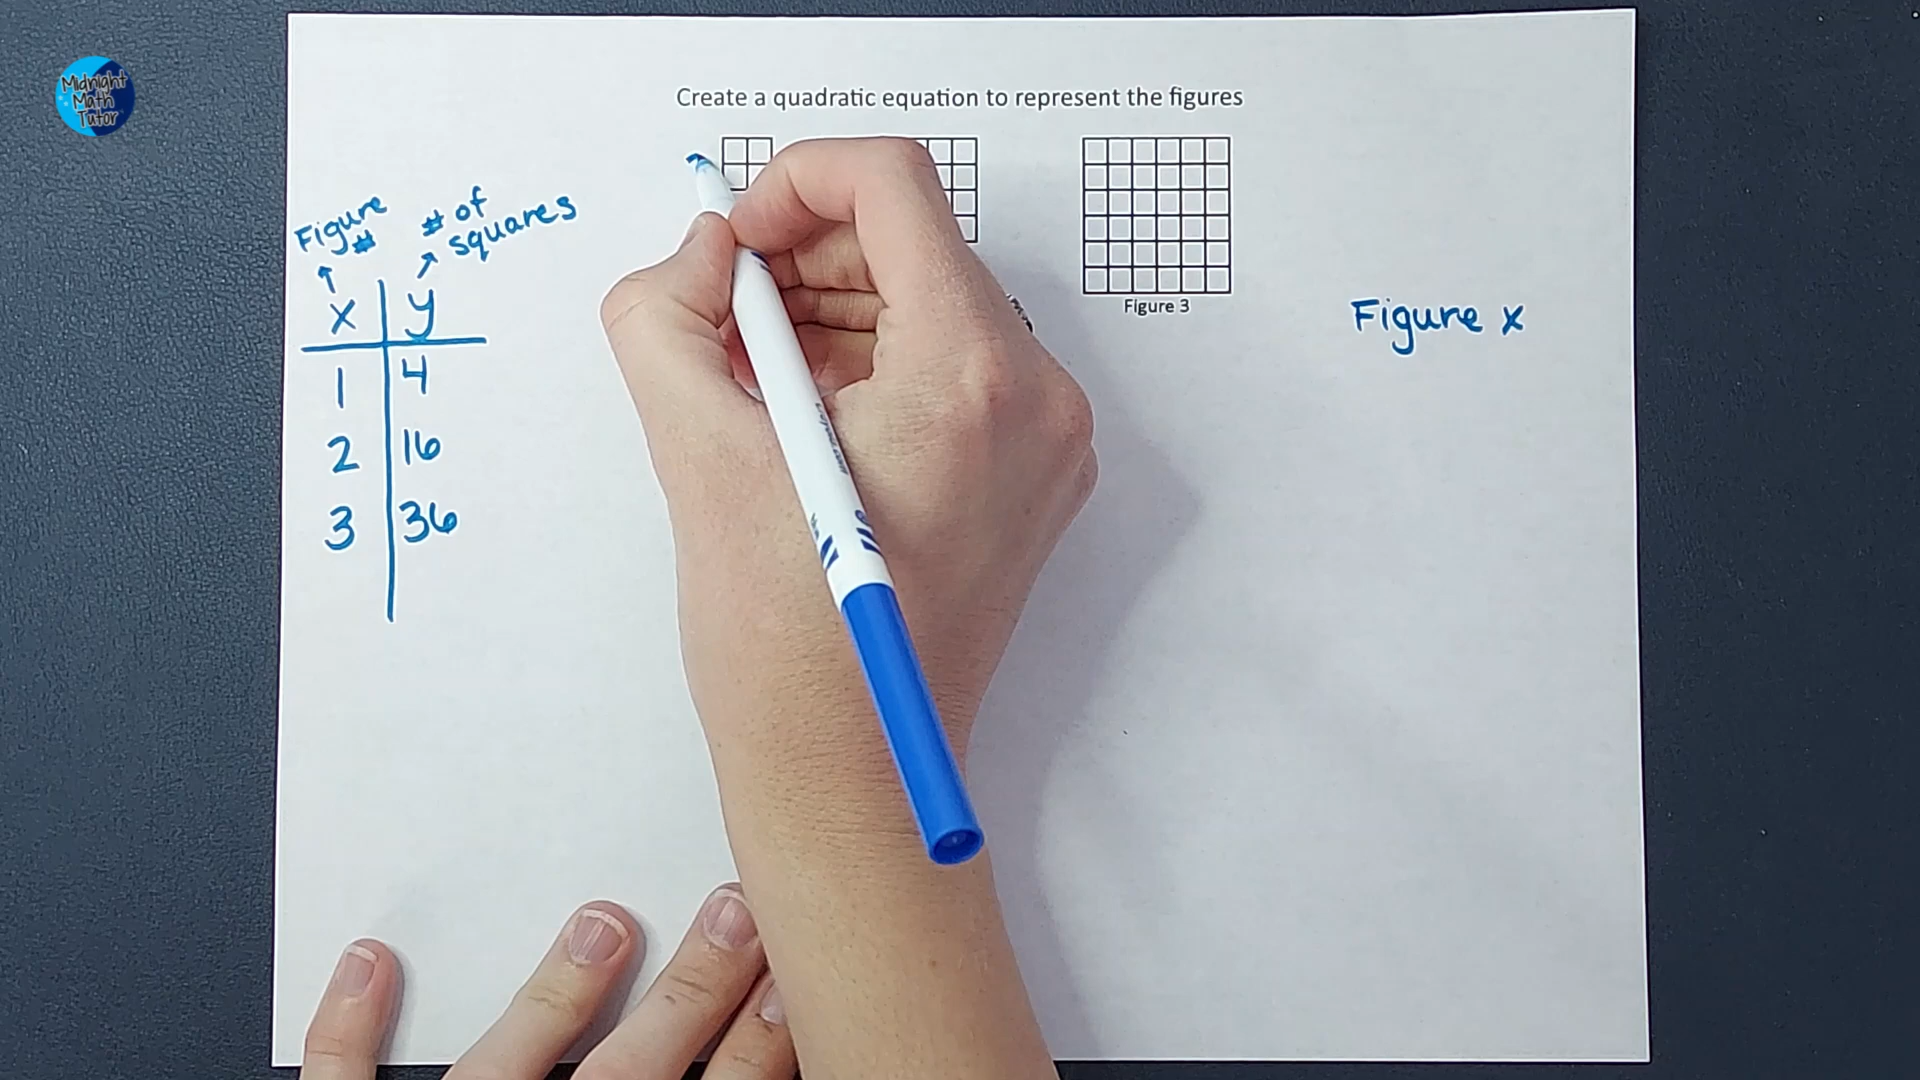 Midnight
Math
Tutor
Create a quadratic equation to represent the figures
Figure #
# of squares
x y
1 4
2 16
3 36
Figure 3
Figure x